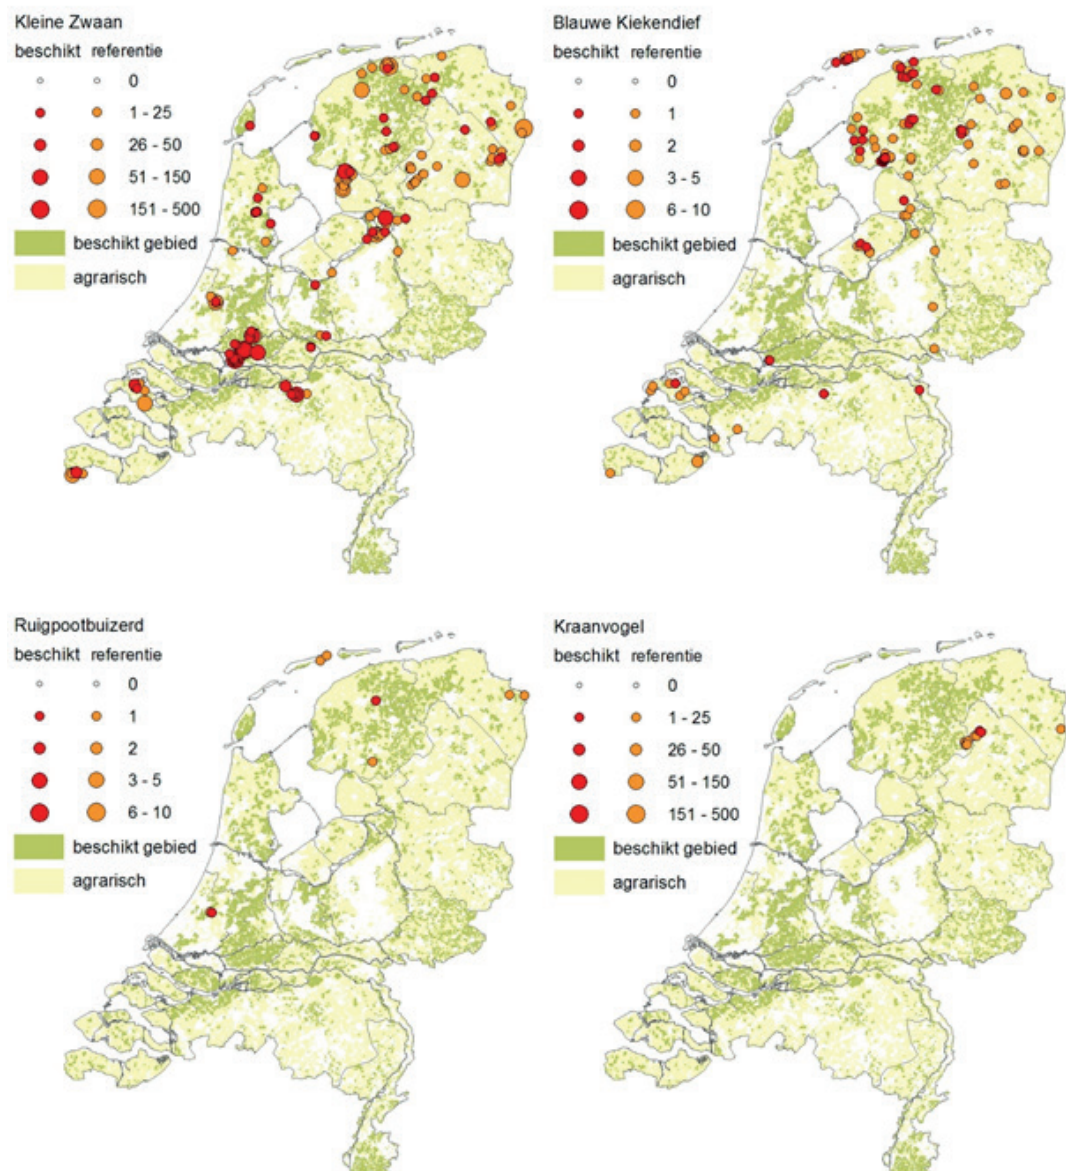 Kleine Zwaan
beschikt referentie
0
1 - 25
26 - 50
51 - 150
151 - 500
beschikt gebied
agrarisch
Blauwe Kiekendief
beschikt referentie
0
1
2
3 - 5
6 - 10
beschikt gebied
agrarisch
Ruigpootbuizerd
beschikt referentie
0
1
2
3 - 5
6 - 10
beschikt gebied
agrarisch
Kraanvogel
beschikt referentie
0
1 - 25
26 - 50
51 - 150
151 - 500
beschikt gebied
agrarisch